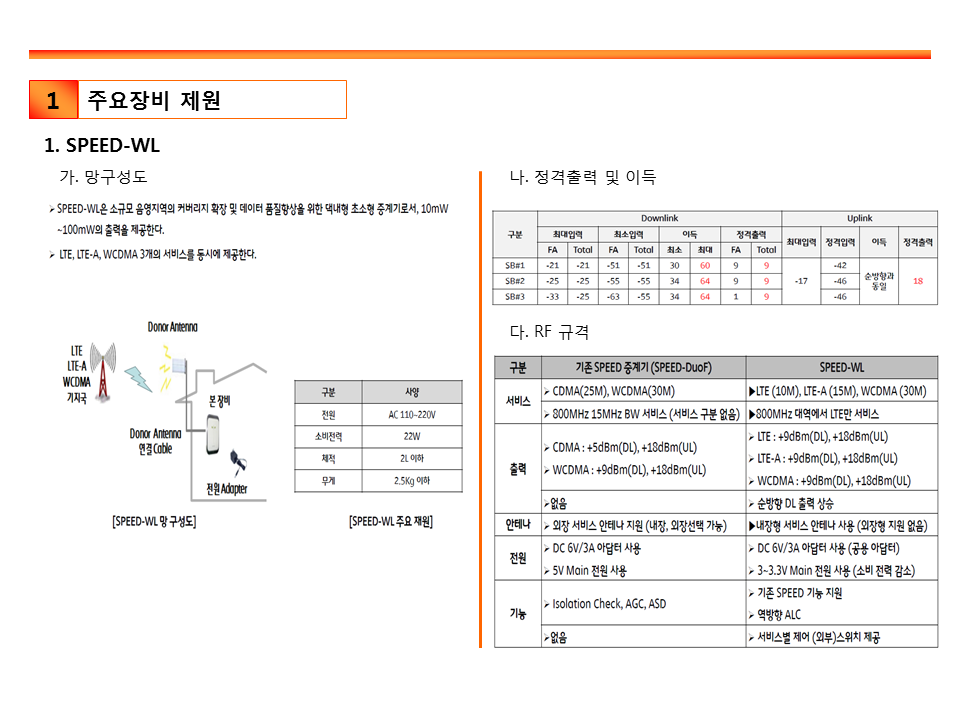 1 주요장비 제원
1. SPEED-WL
가. 망구성도
➢ SPEED-WL은 소규모 음영지역의 커버리지 확장 및 데이터 품질향상을 위한 댁내형 초소형 중계기로서, 10mW
~100mW의 출력을 제공한다.
➢ LTE, LTE-A, WCDMA 3개의 서비스를 동시에 제공한다.
Donor Antenna
LTE
LTE-A
WCDMA
기지국
본 장비
Donor Antenna
연결 Cable
전원 Adapter
[SPEED-WL 망 구성도]
구분 사양
전원 AC 110~220V
소비전력 22W
체적 2L 이하
무게 2.5Kg 이하
[SPEED-WL 주요 재원]
나. 정격출력 및 이득
구분 Downlink Uplink
최대입력 최소입력 이득 정격출력 최대입력 정격입력 이득 정격출력
FA Total FA Total 최소 최대 FA Total
SB#1 -21 -21 -51 -51 30 60 9 9 -17 -42 순방향과 동일 18
SB#2 -25 -25 -55 -55 34 64 9 9 -46
SB#3 -33 -25 -63 -55 34 64 1 9 -46
다. RF 규격
구분 기존 SPEED 중계기 (SPEED-DuoF) SPEED-WL
서비스 ➢ CDMA(25M), WCDMA(30M) ▶LTE (10M), LTE-A (15M), WCDMA (30M)
➢ 800MHz 15MHz BW 서비스 (서비스 구분 없음) ▶800MHz 대역에서 LTE만 서비스
출력 ➢ CDMA : +5dBm(DL), +18dBm(UL)
➢ WCDMA : +9dBm(DL), +18dBm(UL)
➢ LTE : +9dBm(DL), +18dBm(UL)
➢ LTE-A : +9dBm(DL), +18dBm(UL)
➢ WCDMA : +9dBm(DL), +18dBm(UL)
➢없음 ➢ 순방향 DL 출력 상승
안테나 ➢ 외장 서비스 안테나 지원 (내장, 외장선택 가능) ▶내장형 서비스 안테나 사용 (외장형 지원 없음)
전원 ➢ DC 6V/3A 아답터 사용 ➢ DC 6V/3A 아답터 사용 (공용 아답터)
➢ 5V Main 전원 사용 ➢ 3~3.3V Main 전원 사용 (소비 전력 감소)
기능 ➢ Isolation Check, AGC, ASD
➢ 기존 SPEED 기능 지원
➢ 역방향 ALC
➢없음 ➢ 서비스별 제어 (외부)스위치 제공